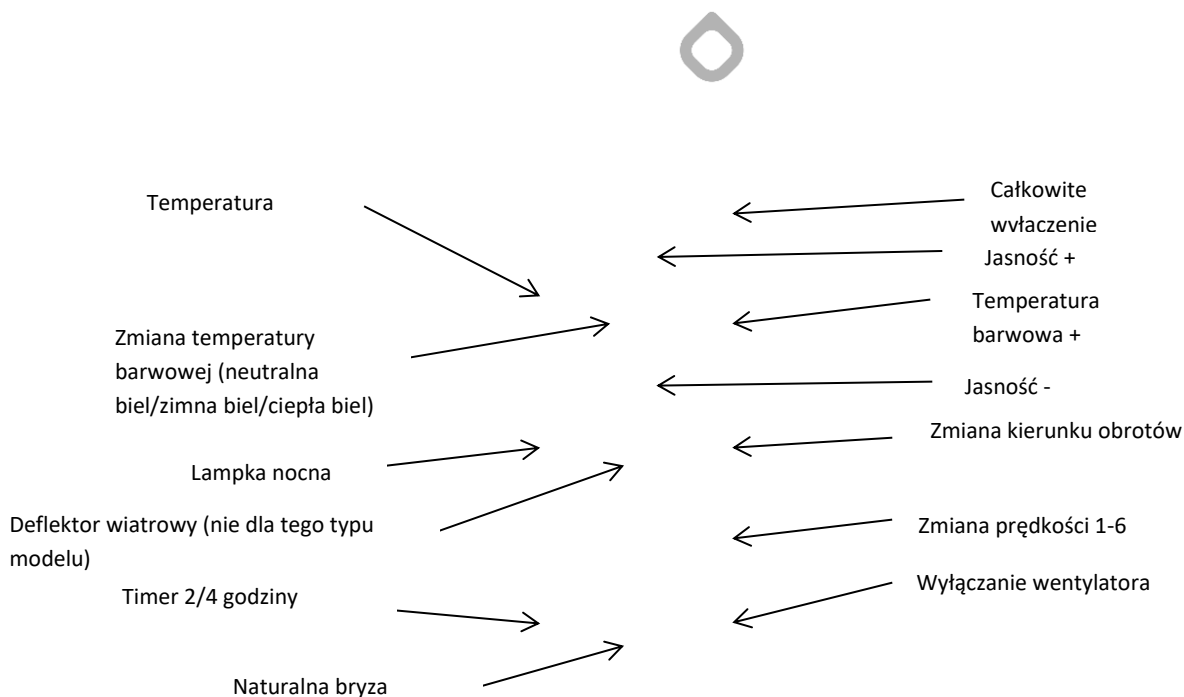 Temperatura
Zmiana temperatury
barwowej (neutralna
biel/zimna biel/ciepła biel)
Lampka nocna
Deflektor wiatrowy (nie dla tego typu
modelu)
Timer 2/4 godziny
Naturalna bryza
Całkowite
wyłączenie
Jasność +
Temperatura
barwowa +
Jasność -
Zmiana kierunku obrotów
Zmiana prędkości 1-6
Wyłączanie wentylatora